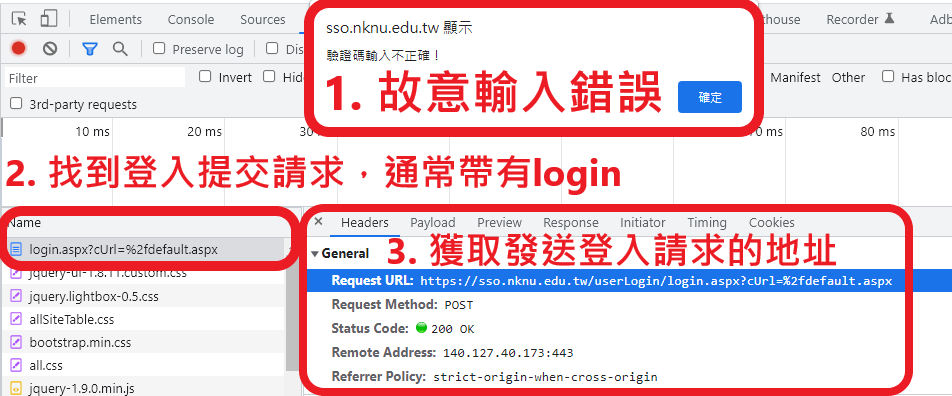 Elements Console Sources
sso.nknu.edu.tw 顯示
驗證碼輸入不正確！
確定
house Recorder Adb
Preserve log
Filter
Invert
Manifest Other Has bloc
3rd-party requests
1. 故意輸入錯誤
10 ms 20 ms 80 ms
2. 找到登入提交請求，通常帶有login
Name
login.aspx?cUrl=%2fdefault.aspx
jquery-ui-1.8.11.custom.css
jquery.lightbox-0.5.css
allSiteTable.css
bootstrap.min.css
all.css
jquery-1.9.0.min.js
Headers Payload Preview Response Initiator Timing Cookies
General
3. 獲取發送登入請求的地址
Request URL: https://sso.nknu.edu.tw/userLogin/login.aspx?cUrl=%2fdefault.aspx
Request Method: POST
Status Code: 200 OK
Remote Address: 140.127.40.173:443
Referrer Policy: strict-origin-when-cross-origin